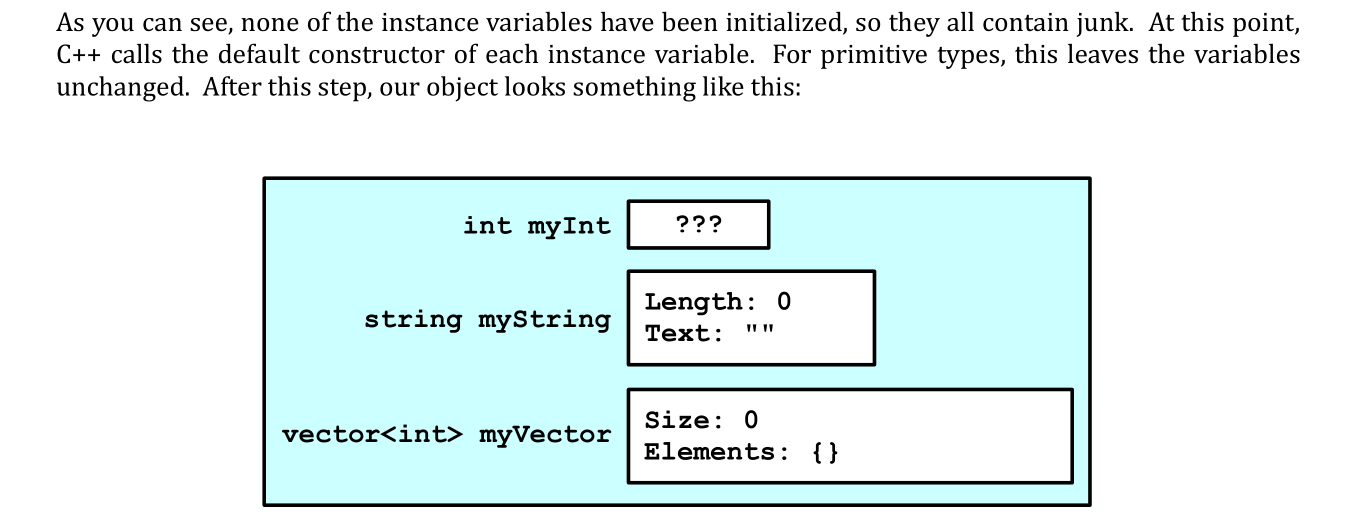 As you can see, none of the instance variables have been initialized, so they all contain junk.  At this point,
C++ calls the default constructor of each instance variable.  For primitive types, this leaves the variables
unchanged.  After this step, our object looks something like this:
int myInt ???
string myString
Length: 0
Text: ""
vector<int> myVector
Size: 0
Elements: {}